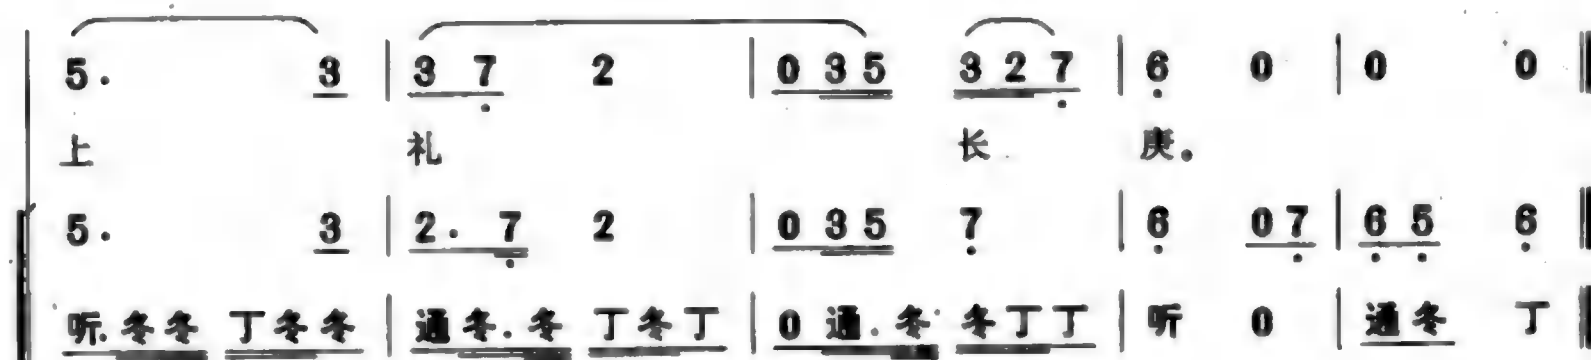 5. 3 | 3 7 2 | 0 3 5 3 2 7 | 6 0 | 0 0
上 礼 长 庚。
5. 3 | 2. 7 2 | 0 3 5 7 | 6 0 7 | 6 5 6
听.冬冬 丁冬冬 | 通冬.冬 丁冬丁 | 0 通.冬 冬丁丁 | 听 0 | 通冬 丁